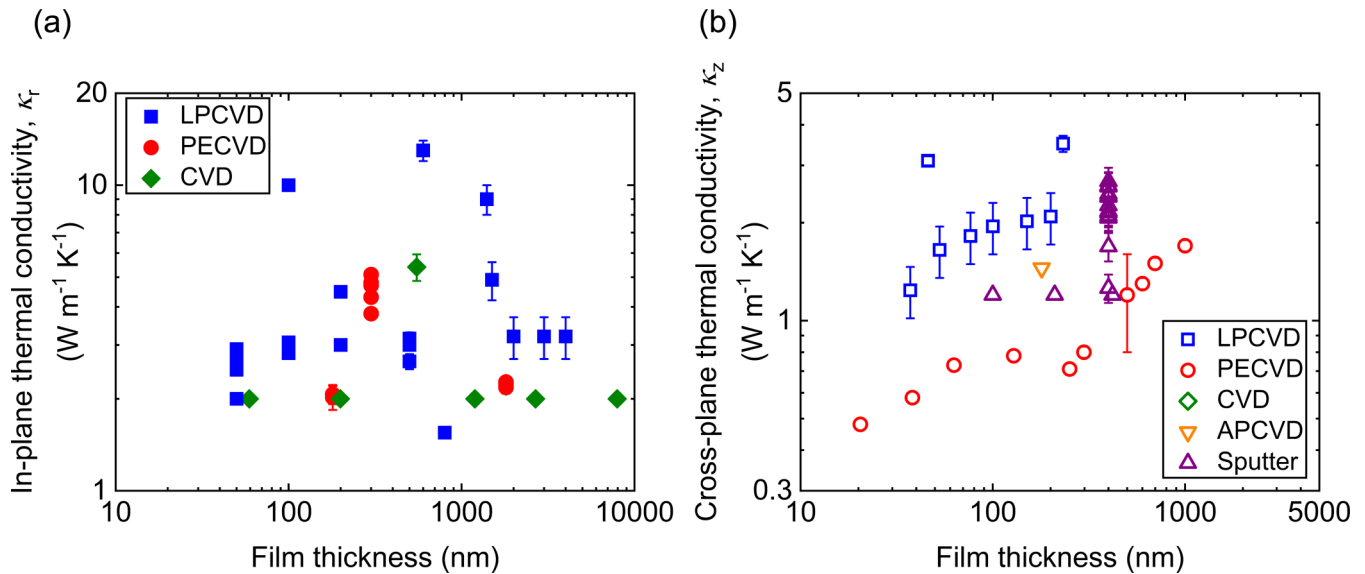 (a)
In-plane thermal conductivity, κr
(W m-1 K-1)
20
10
1
LPCVD
PECVD
CVD
10
100
1000
10000
Film thickness (nm)
(b)
Cross-plane thermal conductivity, κz
(W m-1 K-1)
5
1
0.3
LPCVD
PECVD
CVD
APCVD
Sputter
10
100
1000
5000
Film thickness (nm)